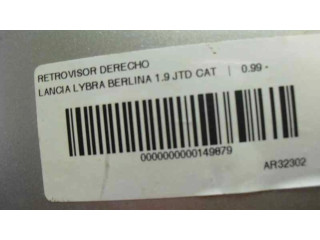 RETROVISOR DERECHO
LANCIA LYBRA BERLINA 1.9 JTD CAT | 0.99 -
0000000000149879
AR32302